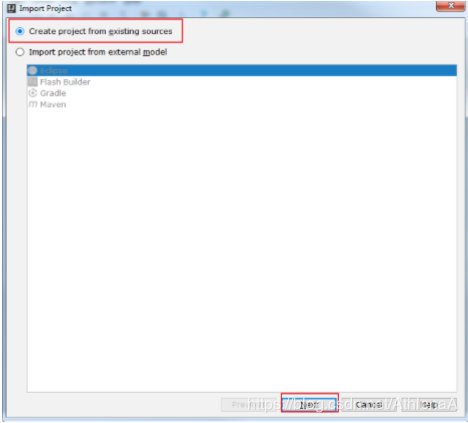 Import Project
Create project from existing sources
Import project from external model
Eclipse
Flash Builder
Gradle
Maven
Next Cancel Help